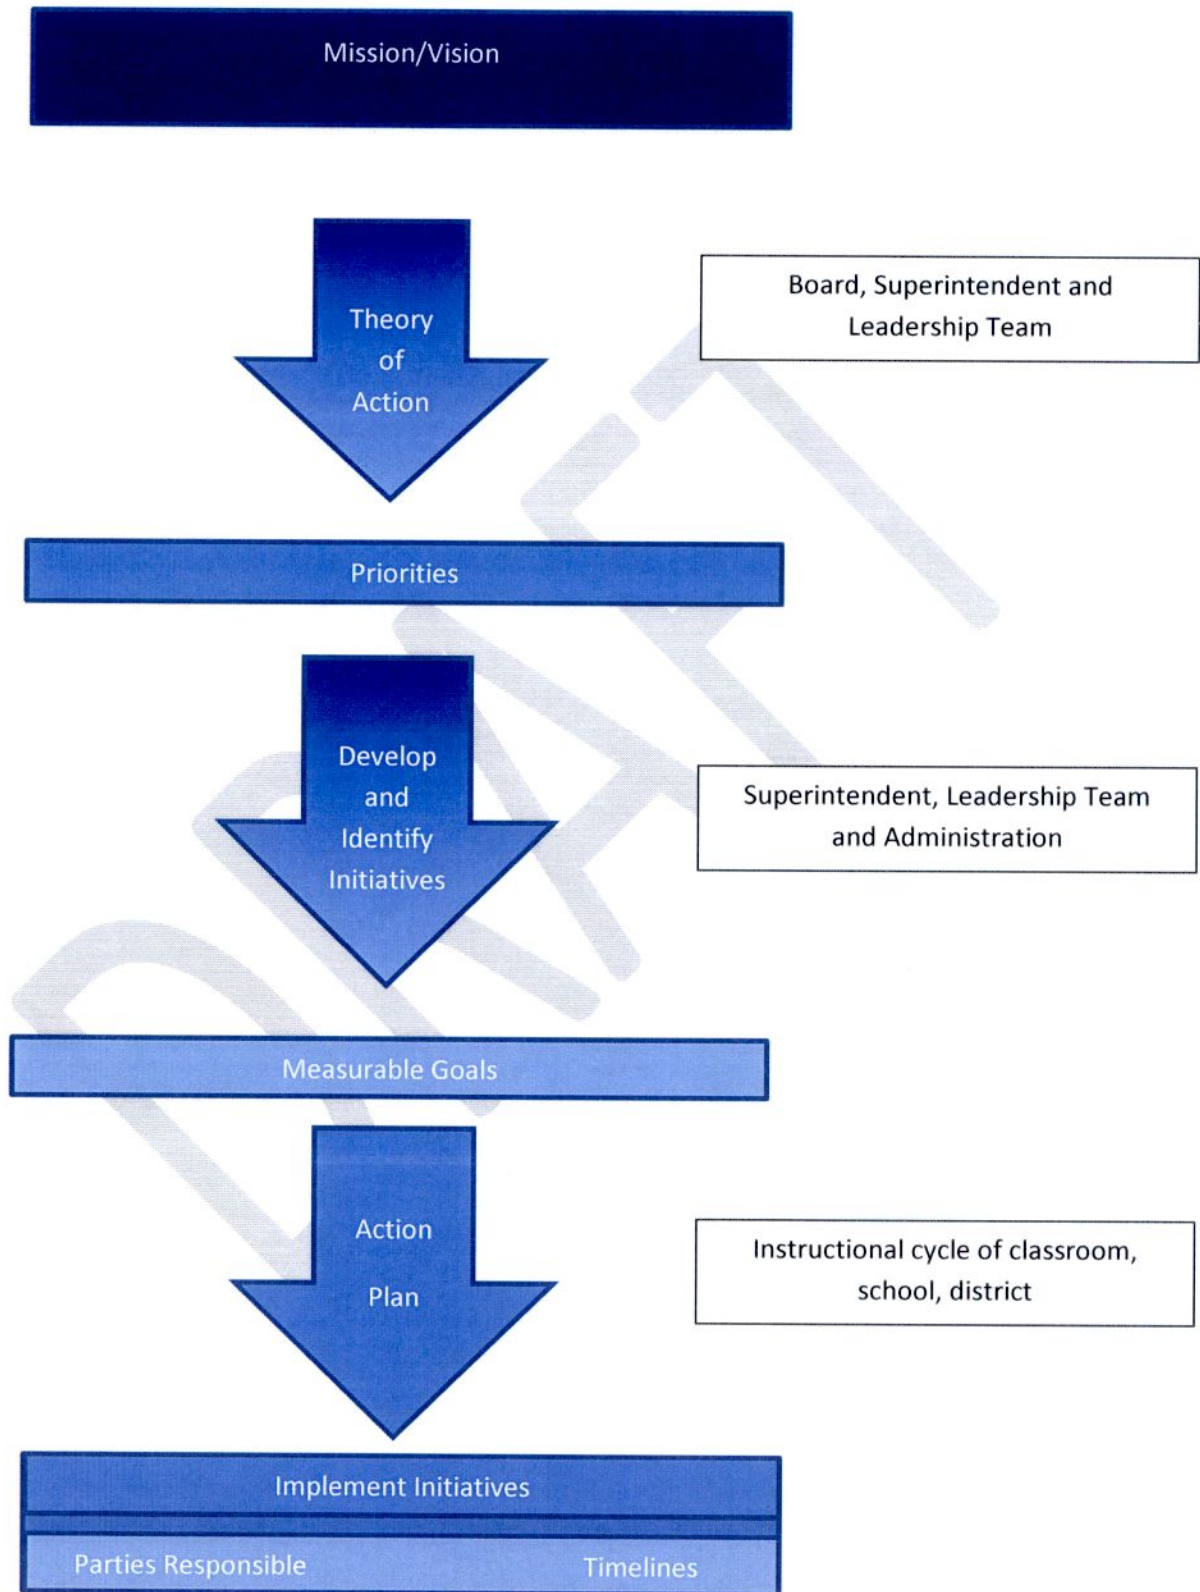 Mission/Vision
Theory
of
Action
Board, Superintendent and
Leadership Team
Priorities
Develop
and
Identify
Initiatives
Superintendent, Leadership Team
and Administration
Measurable Goals
Action
Plan
Instructional cycle of classroom,
school, district
Implement Initiatives
Parties Responsible Timelines
DRAFT